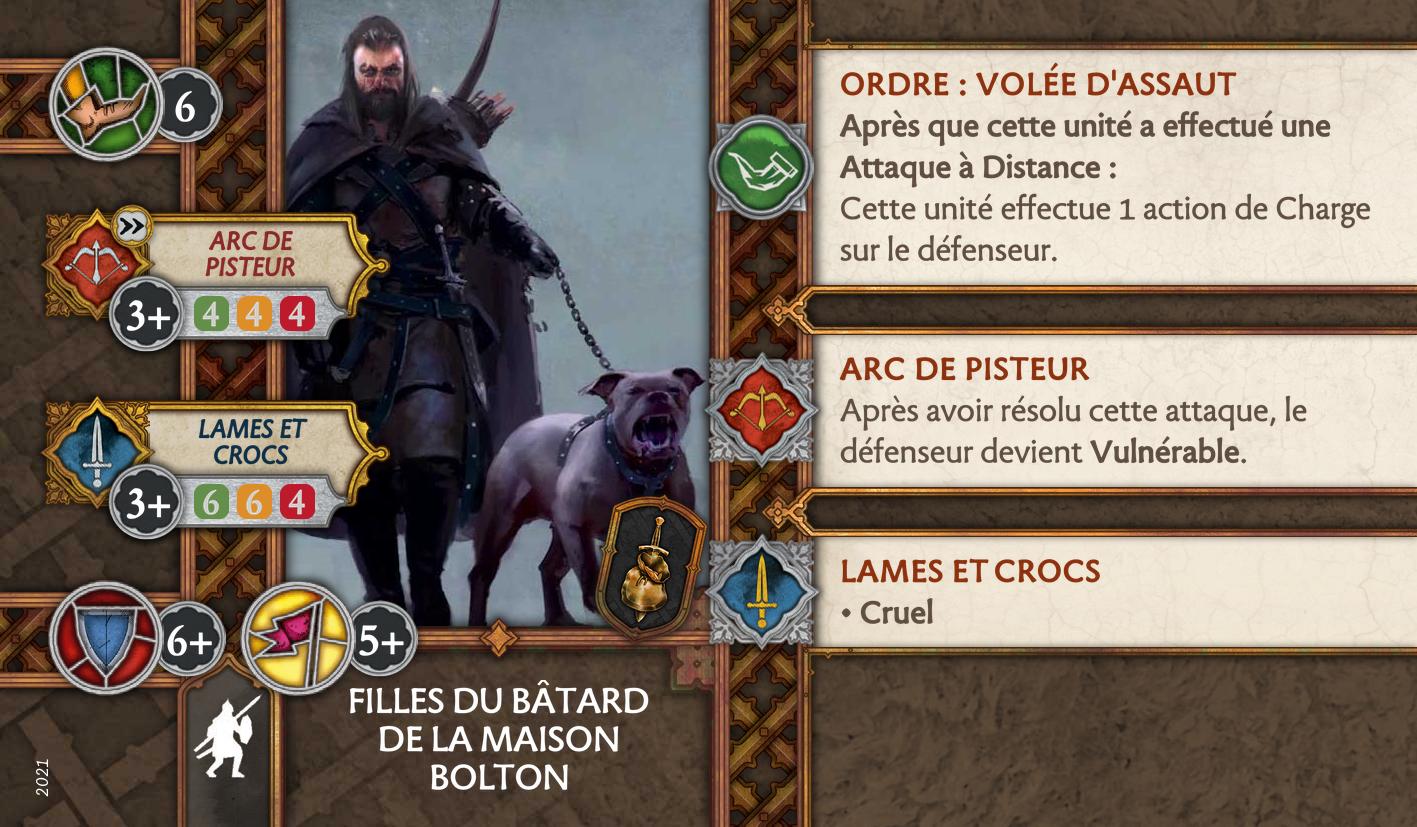 6
ARC DE
PISTEUR
3+ 4 4 4
LAMES ET
CROCS
3+ 6 6 4
6+ 5+
FILLES DU BÂTARD
DE LA MAISON
BOLTON
2021
ORDRE : VOLÉE D'ASSAUT
Après que cette unité a effectué une
Attaque à Distance :
Cette unité effectue 1 action de Charge
sur le défenseur.
ARC DE PISTEUR
Après avoir résolu cette attaque, le
défenseur devient Vulnérable.
LAMES ET CROCS
• Cruel